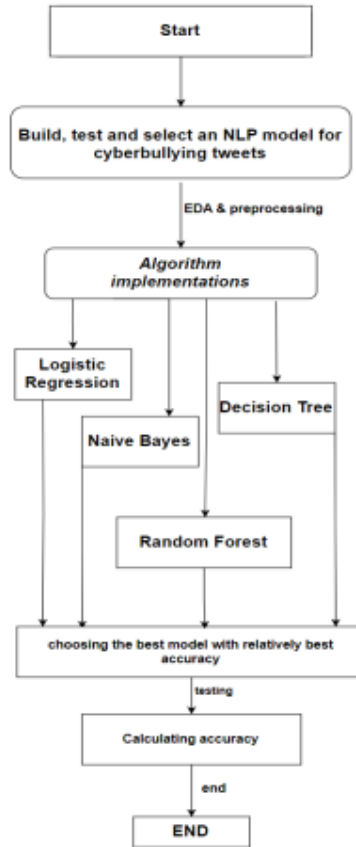 Start
Build, test and select an NLP model for
cyberbullying tweets
EDA & preprocessing
Algorithm
implementations
Logistic
Regression
Naive Bayes
Decision Tree
Random Forest
choosing the best model with relatively best
accuracy
testing
Calculating accuracy
end
END